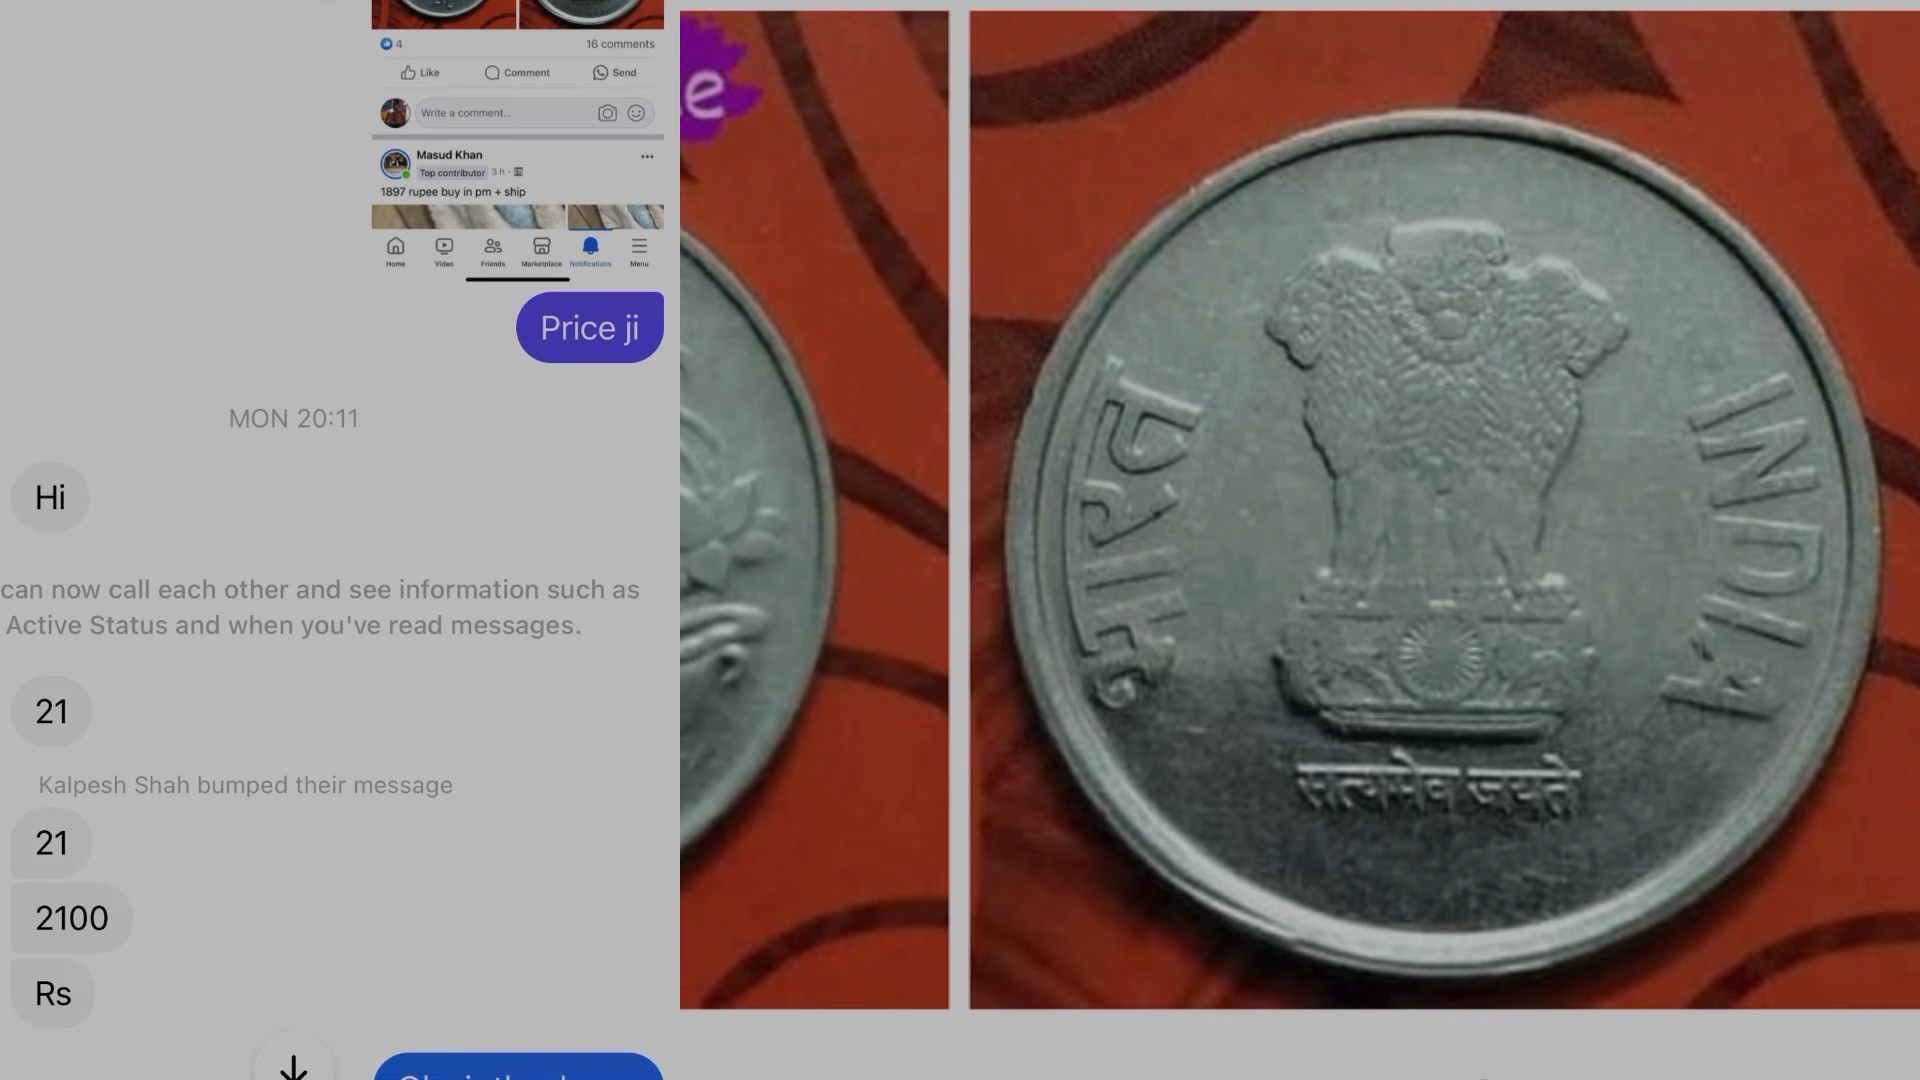 4
16 comments
Like
Comment
Send
Write a comment...
Masud Khan
Top contributor 3 h
1897 rupee buy in pm + ship
Home
Video
Friends
Marketplace
Notifications
Menu
Price ji
MON 20:11
Hi
can now call each other and see information such as
Active Status and when you've read messages.
21
Kalpesh Shah bumped their message
21
2100
Rs
e
भारत
INDIA
सत्यमेव जयते